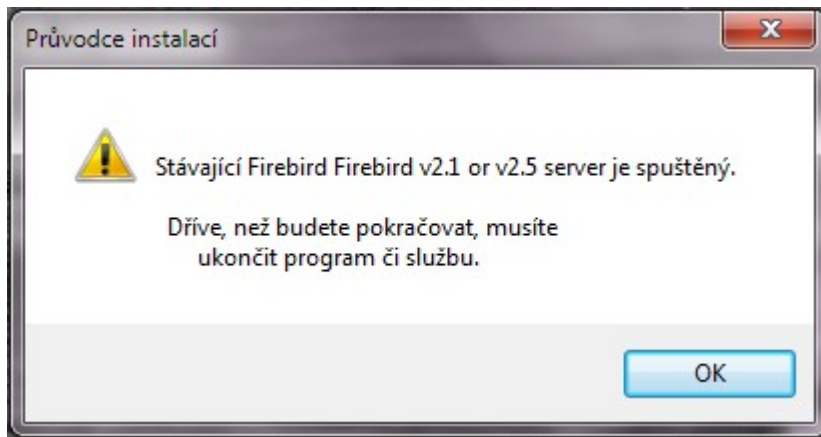 Průvodce instalací
Stávající Firebird Firebird v2.1 or v2.5 server je spuštěný.
Dříve, než budete pokračovat, musíte
ukončit program či službu.
OK